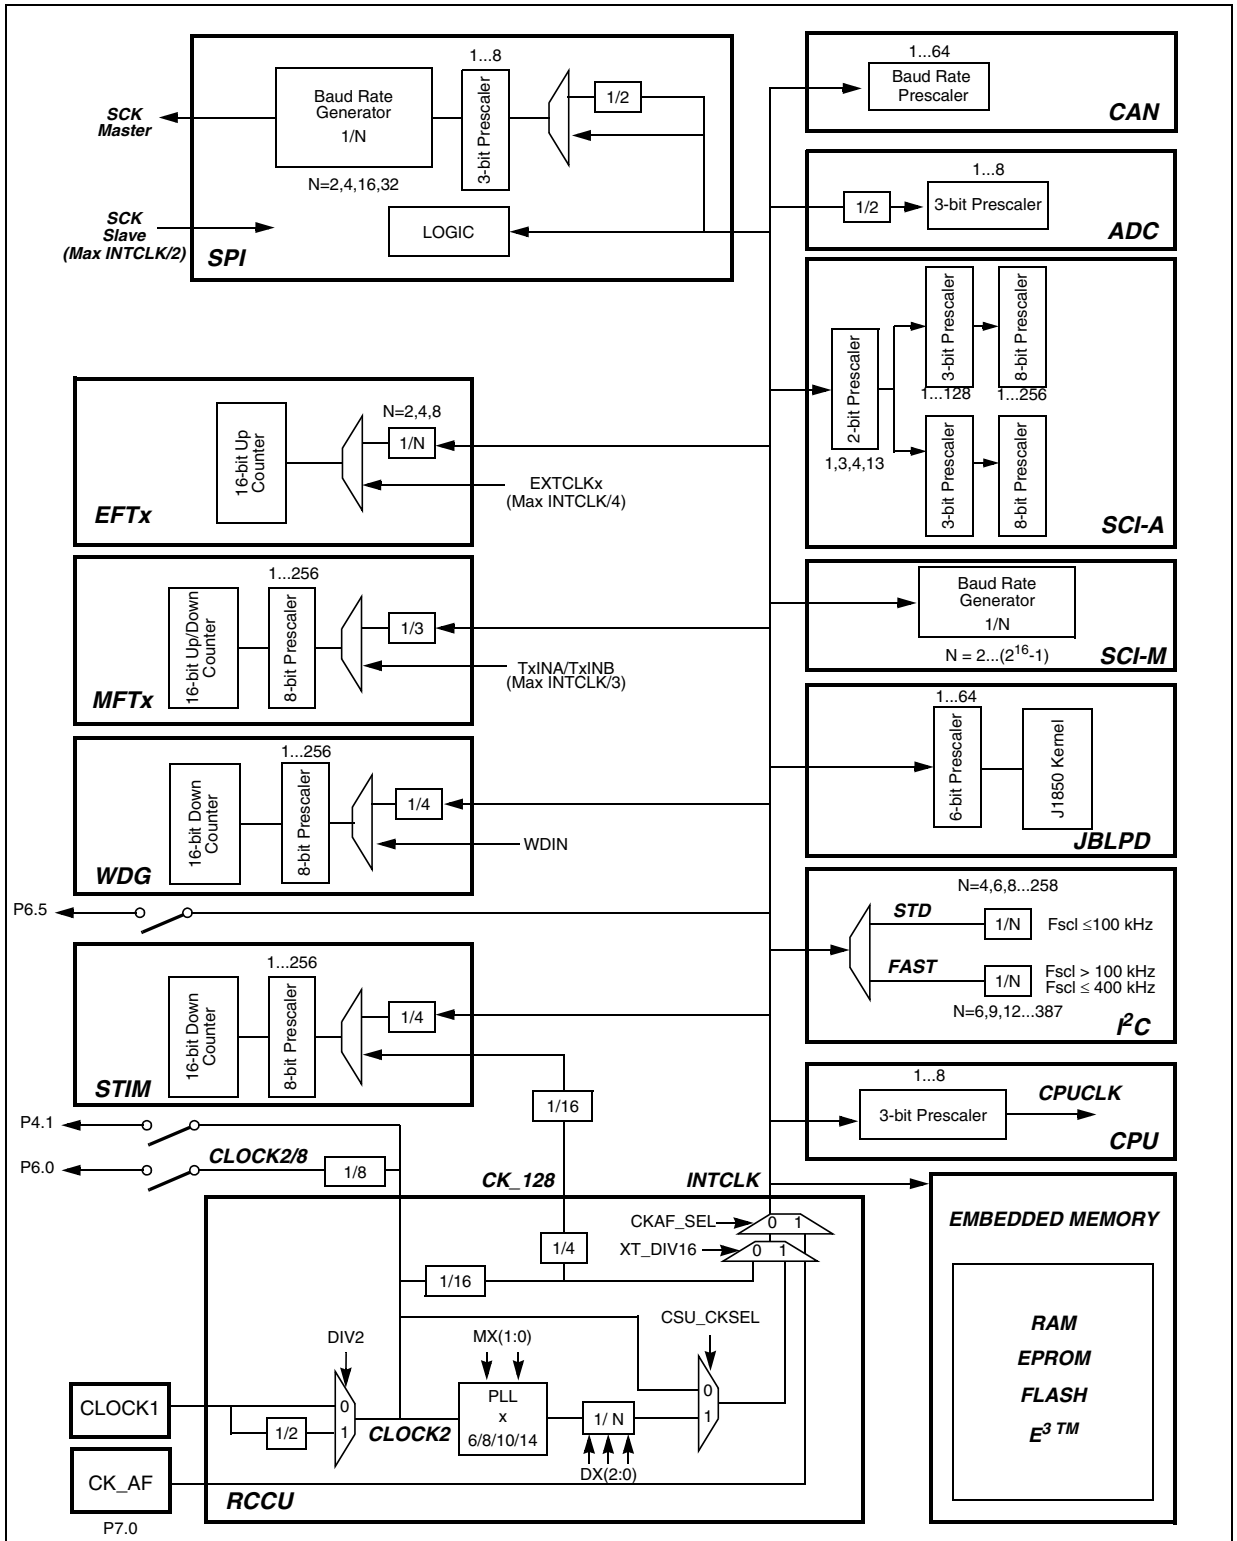 1...8
Baud Rate
Generator
1/N
3-bit Prescaler
1/2
SCK
Master
N=2,4,16,32
SCK
Slave
(Max INTCLK/2)
LOGIC
SPI
1...64
Baud Rate
Prescaler
CAN
1...8
1/2
3-bit Prescaler
ADC
2-bit Prescaler
1,3,4,13
3-bit Prescaler
8-bit Prescaler
1...128
1...256
3-bit Prescaler
8-bit Prescaler
SCI-A
N=2,4,8
16-bit Up
Counter
1/N
EXTCLKx
(Max INTCLK/4)
EFTx
1...256
16-bit Up/Down
Counter
8-bit Prescaler
1/3
TxINA/TxINB
(Max INTCLK/3)
MFTx
Baud Rate
Generator
1/N
N = 2...(2^16-1)
SCI-M
1...64
6-bit Prescaler
J1850 Kernel
JBLPD
1...256
16-bit Down
Counter
8-bit Prescaler
1/4
WDIN
WDG
P6.5
N=4,6,8...258
STD
1/N
Fscl ≤100 kHz
FAST
1/N
Fscl > 100 kHz
Fscl ≤ 400 kHz
N=6,9,12...387
I²C
1...256
16-bit Down
Counter
8-bit Prescaler
1/4
STIM
1/16
P4.1
P6.0
CLOCK2/8
1/8
CK_128
INTCLK
1...8
3-bit Prescaler
CPUCLK
CPU
CKAF_SEL
0 1
XT_DIV16
0 1
1/4
1/16
CSU_CKSEL
DIV2
MX(1:0)
CLOCK1
1/2
0
1
CLOCK2
PLL
x
6/8/10/14
1/ N
0
1
DX(2:0)
CK_AF
RCCU
P7.0
EMBEDDED MEMORY
RAM
EPROM
FLASH
E³ ™